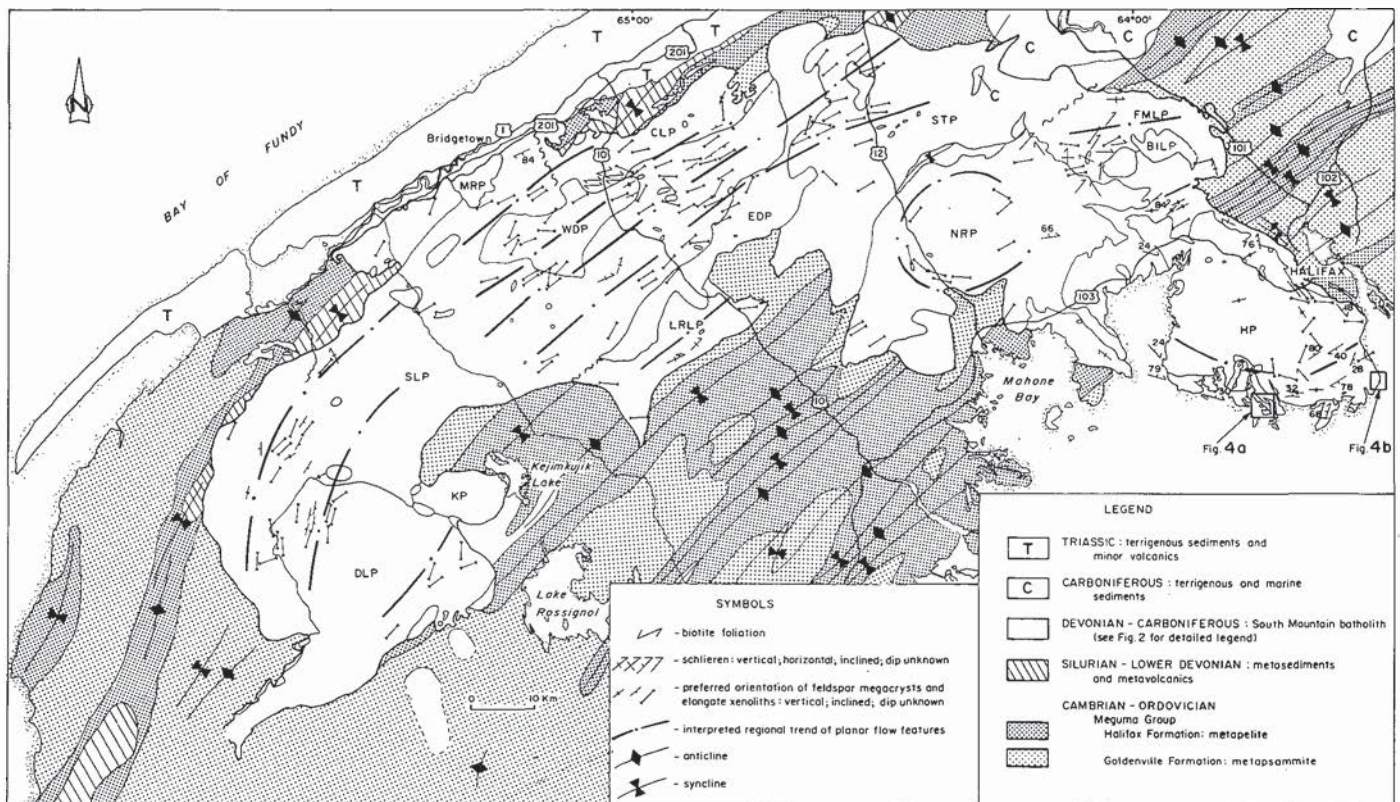 65°00'
64°00'
T
T
T
C
C
C
201
N
BAY OF FUNDY
Bridgetown
1
201
84
10
CLP
12
STP
FMLP
BILP
101
102
T
MRP
WDP
EDP
NRP
66
24
76
HALIFAX
103
T
SLP
LRLP
HP
24
79
80
40
28
32
78
Mahone
Bay
10
Fig. 4a
Fig. 4b
Kejimkujik
Lake
KP
DLP
Lake
Rossignol
0 10 Km
SYMBOLS
- biotite foliation
- schlieren: vertical; horizontal; inclined; dip unknown
- preferred orientation of feldspar megacrysts and
elongate xenoliths: vertical; inclined; dip unknown
- interpreted regional trend of planar flow features
- anticline
- syncline
LEGEND
T TRIASSIC: terrigenous sediments and
minor volcanics
C CARBONIFEROUS: terrigenous and marine
sediments
DEVONIAN - CARBONIFEROUS: South Mountain batholith
(see Fig. 2 for detailed legend)
SILURIAN - LOWER DEVONIAN: metasediments
and metavolcanics
CAMBRIAN - ORDOVICIAN
Meguma Group
Halifax Formation: metapelite
Goldenville Formation: metapsammite